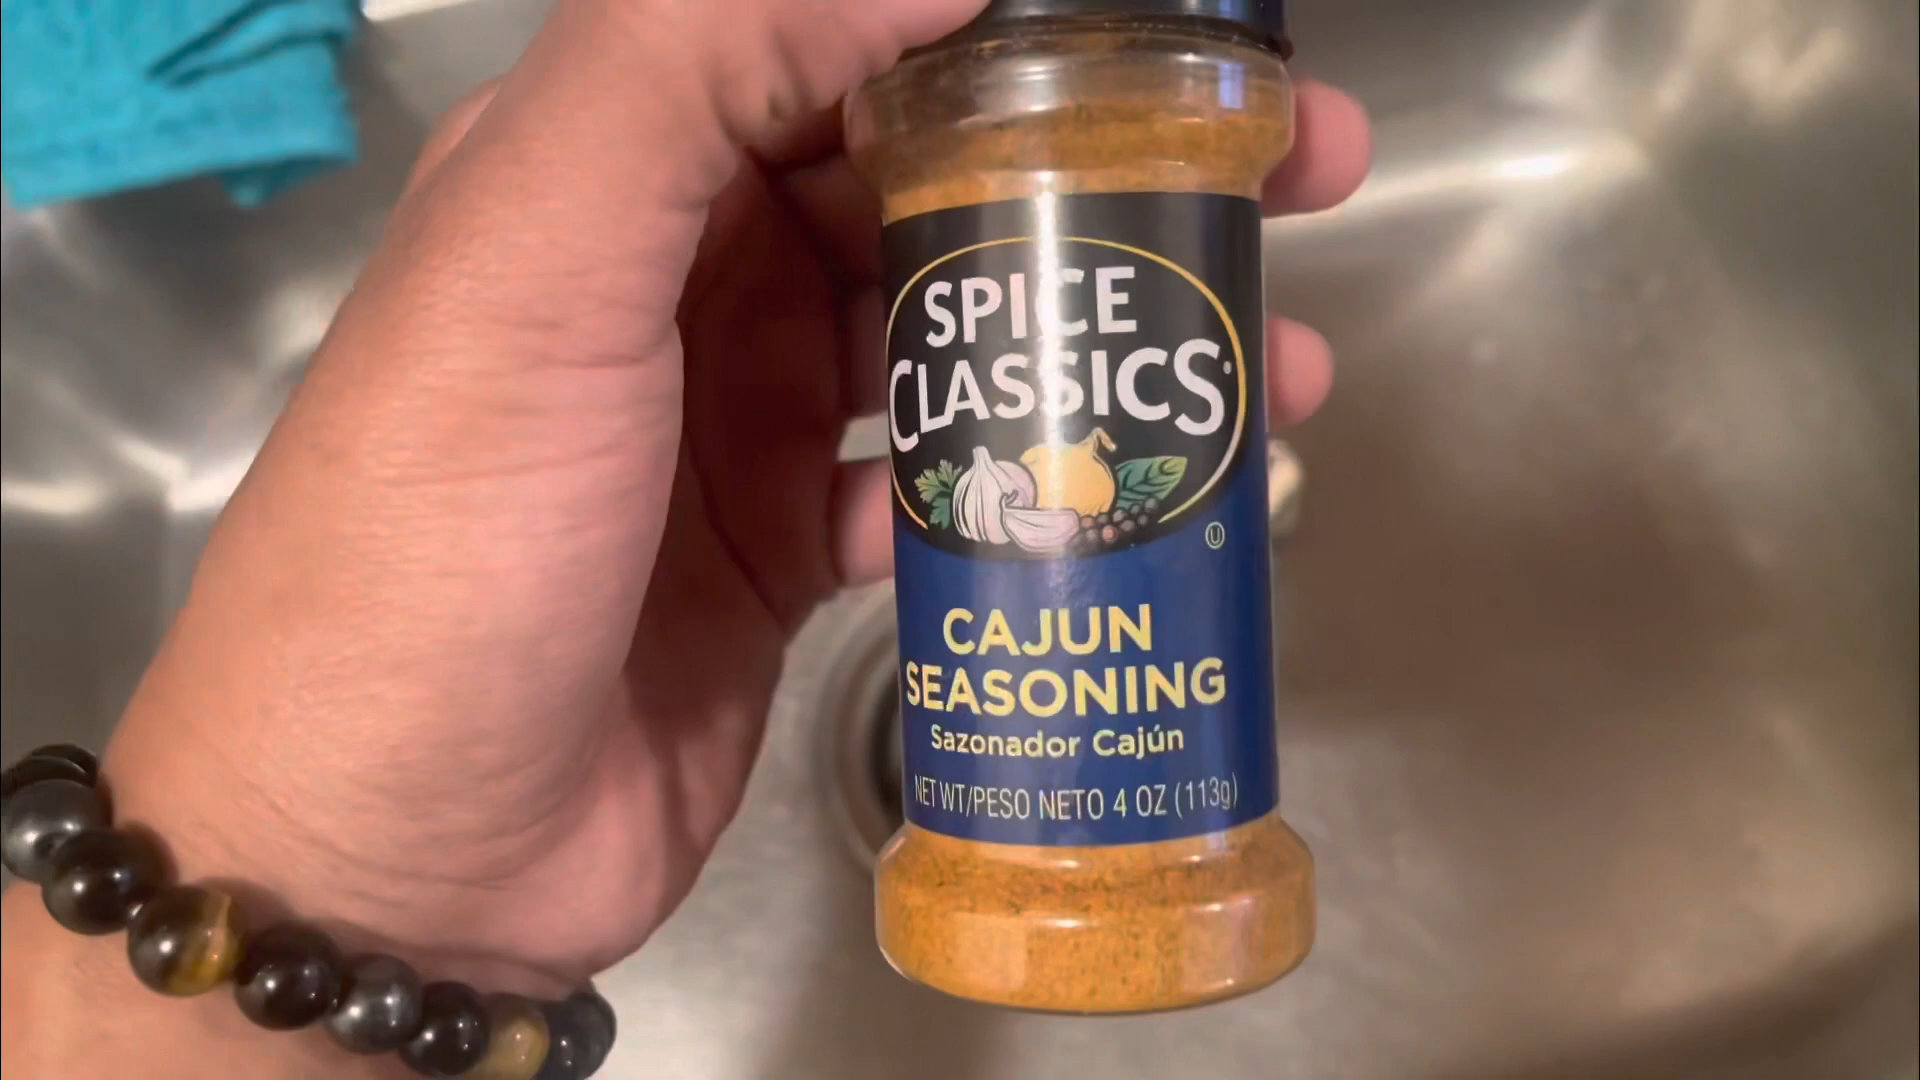 SPICE
CLASSICS®
U
CAJUN
SEASONING
Sazonador Cajún
NET WT/PESO NETO 4 OZ (113g)